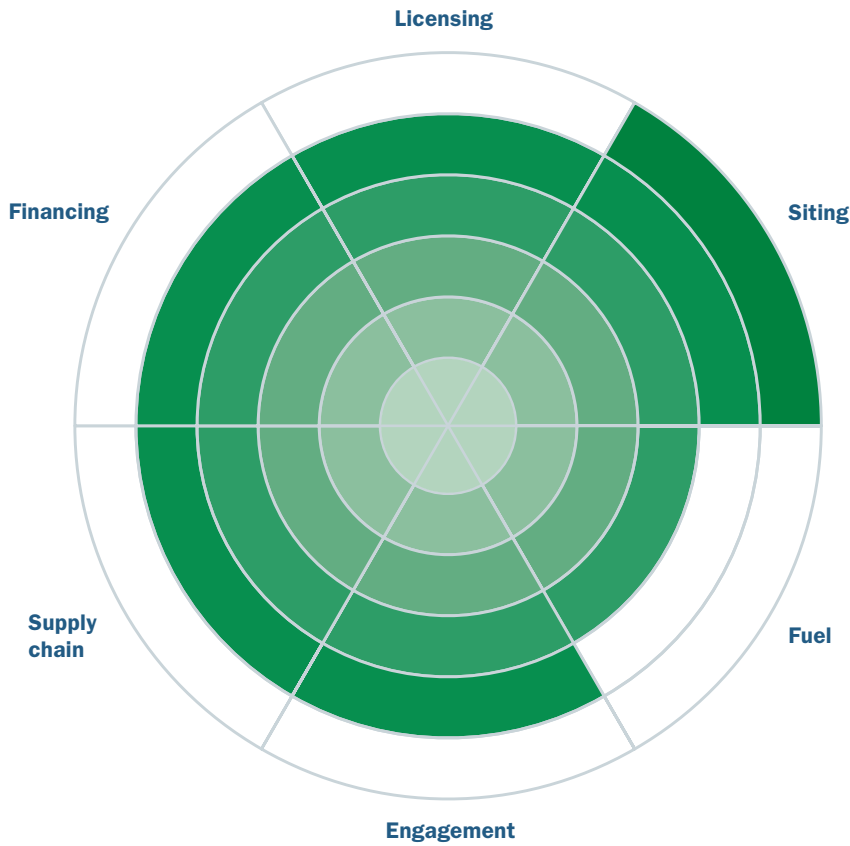 Licensing
Financing
Siting
Supply
chain
Fuel
Engagement